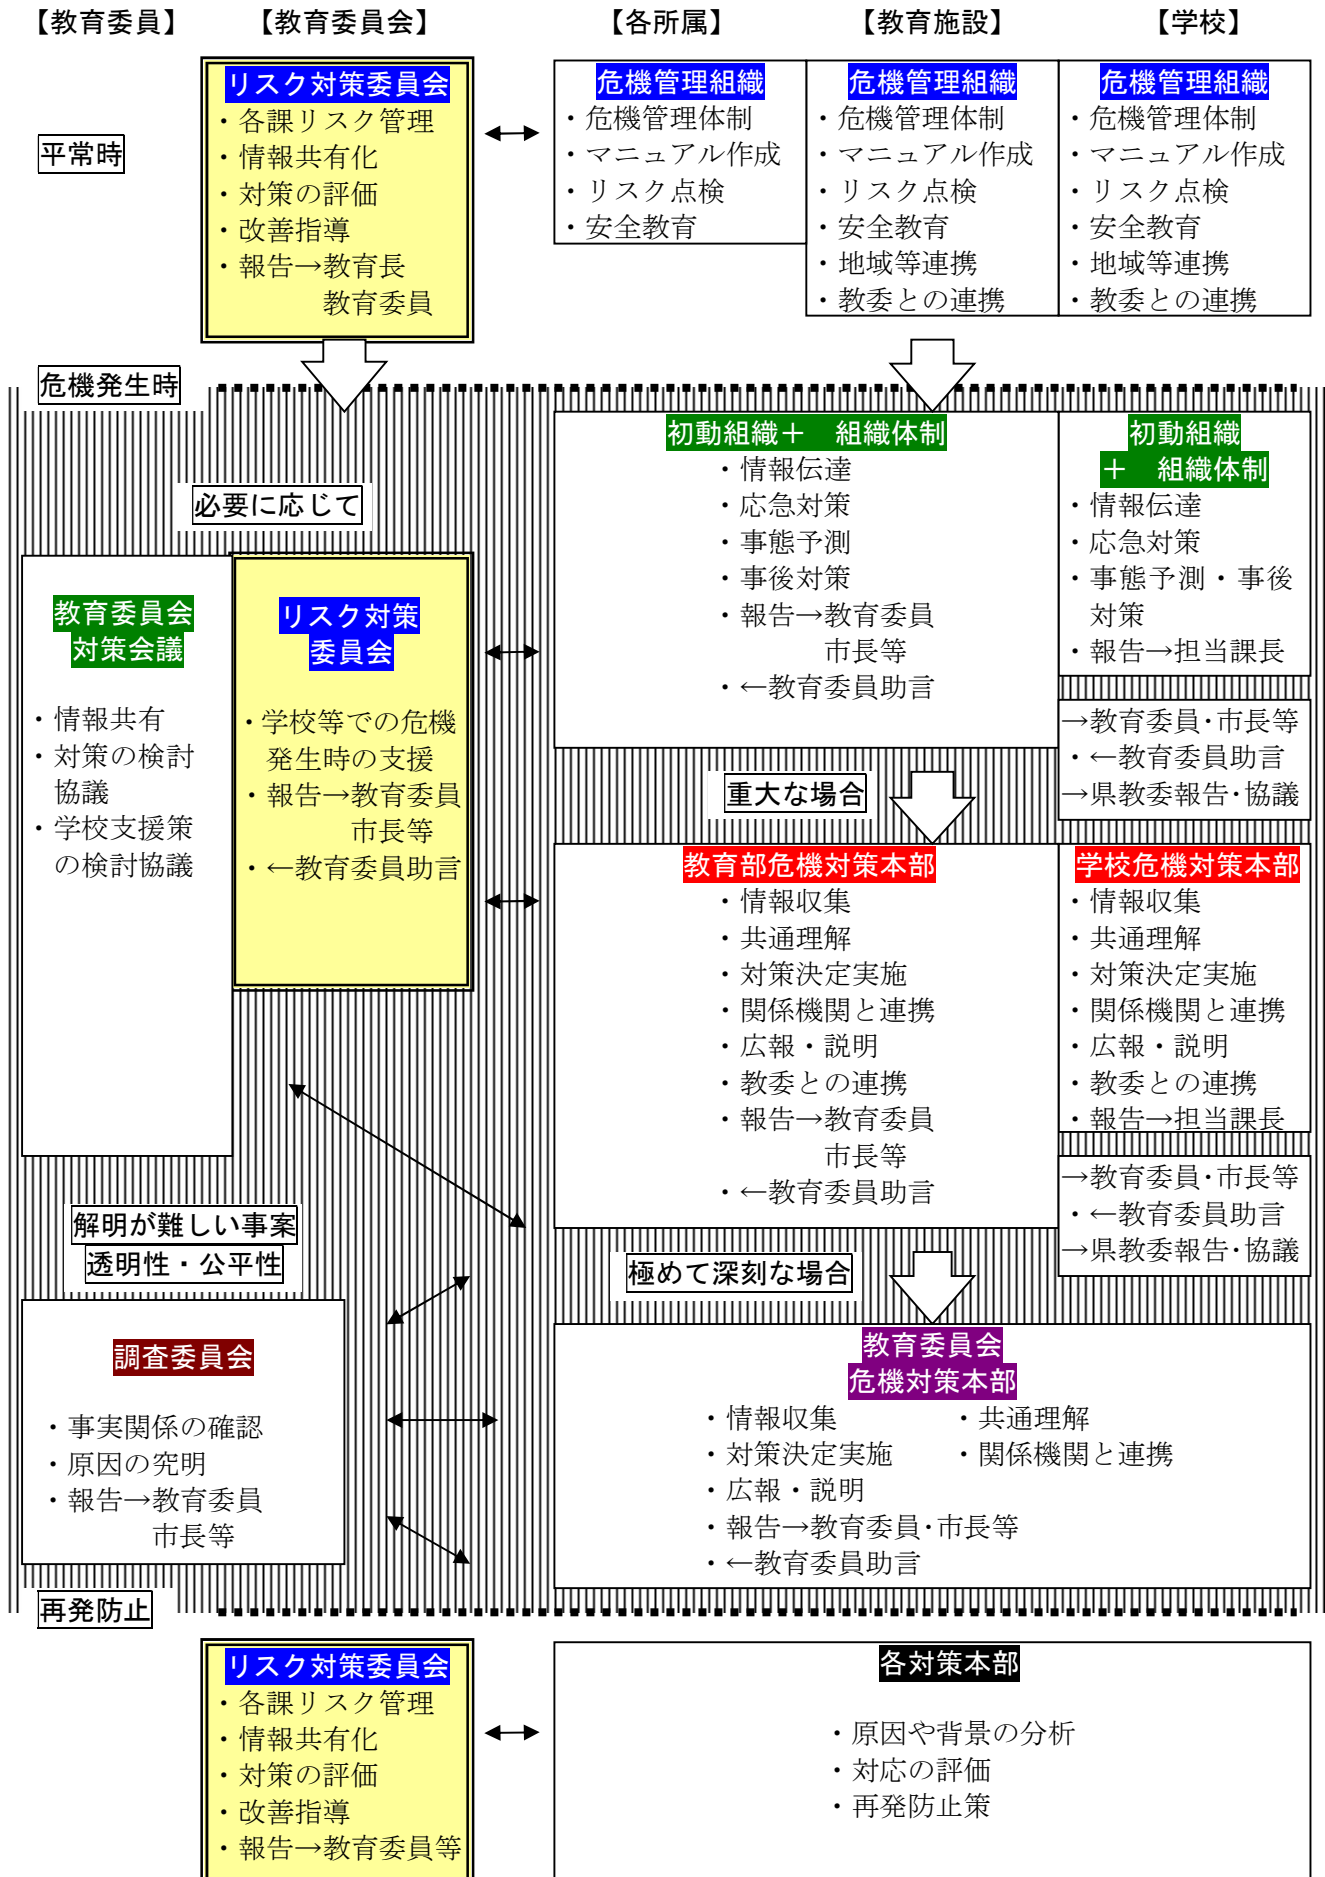 【教育委員】　【教育委員会】　【各所属】　【教育施設】　【学校】
平常時
リスク対策委員会
・各課リスク管理
・情報共有化
・対策の評価
・改善指導
・報告→教育長
教育委員
危機管理組織
・危機管理体制
・マニュアル作成
・リスク点検
・安全教育
危機管理組織
・危機管理体制
・マニュアル作成
・リスク点検
・安全教育
・地域等連携
・教委との連携
危機管理組織
・危機管理体制
・マニュアル作成
・リスク点検
・安全教育
・地域等連携
・教委との連携
危機発生時
必要に応じて
教育委員会
対策会議
・情報共有
・対策の検討
協議
・学校支援策
の検討協議
リスク対策
委員会
・学校等での危機
発生時の支援
・報告→教育委員
市長等
・←教育委員助言
初動組織＋　組織体制
・情報伝達
・応急対策
・事態予測
・事後対策
・報告→教育委員
市長等
・←教育委員助言
初動組織
＋　組織体制
・情報伝達
・応急対策
・事態予測・事後
対策
・報告→担当課長
→教育委員・市長等
・←教育委員助言
→県教委報告・協議
重大な場合
教育部危機対策本部
・情報収集
・共通理解
・対策決定実施
・関係機関と連携
・広報・説明
・教委との連携
・報告→教育委員
市長等
・←教育委員助言
学校危機対策本部
・情報収集
・共通理解
・対策決定実施
・関係機関と連携
・広報・説明
・教委との連携
・報告→担当課長
→教育委員・市長等
・←教育委員助言
→県教委報告・協議
解明が難しい事案
透明性・公平性
調査委員会
・事実関係の確認
・原因の究明
・報告→教育委員
市長等
極めて深刻な場合
教育委員会
危機対策本部
・情報収集　・共通理解
・対策決定実施　・関係機関と連携
・広報・説明
・報告→教育委員・市長等
・←教育委員助言
再発防止
リスク対策委員会
・各課リスク管理
・情報共有化
・対策の評価
・改善指導
・報告→教育委員等
各対策本部
・原因や背景の分析
・対応の評価
・再発防止策